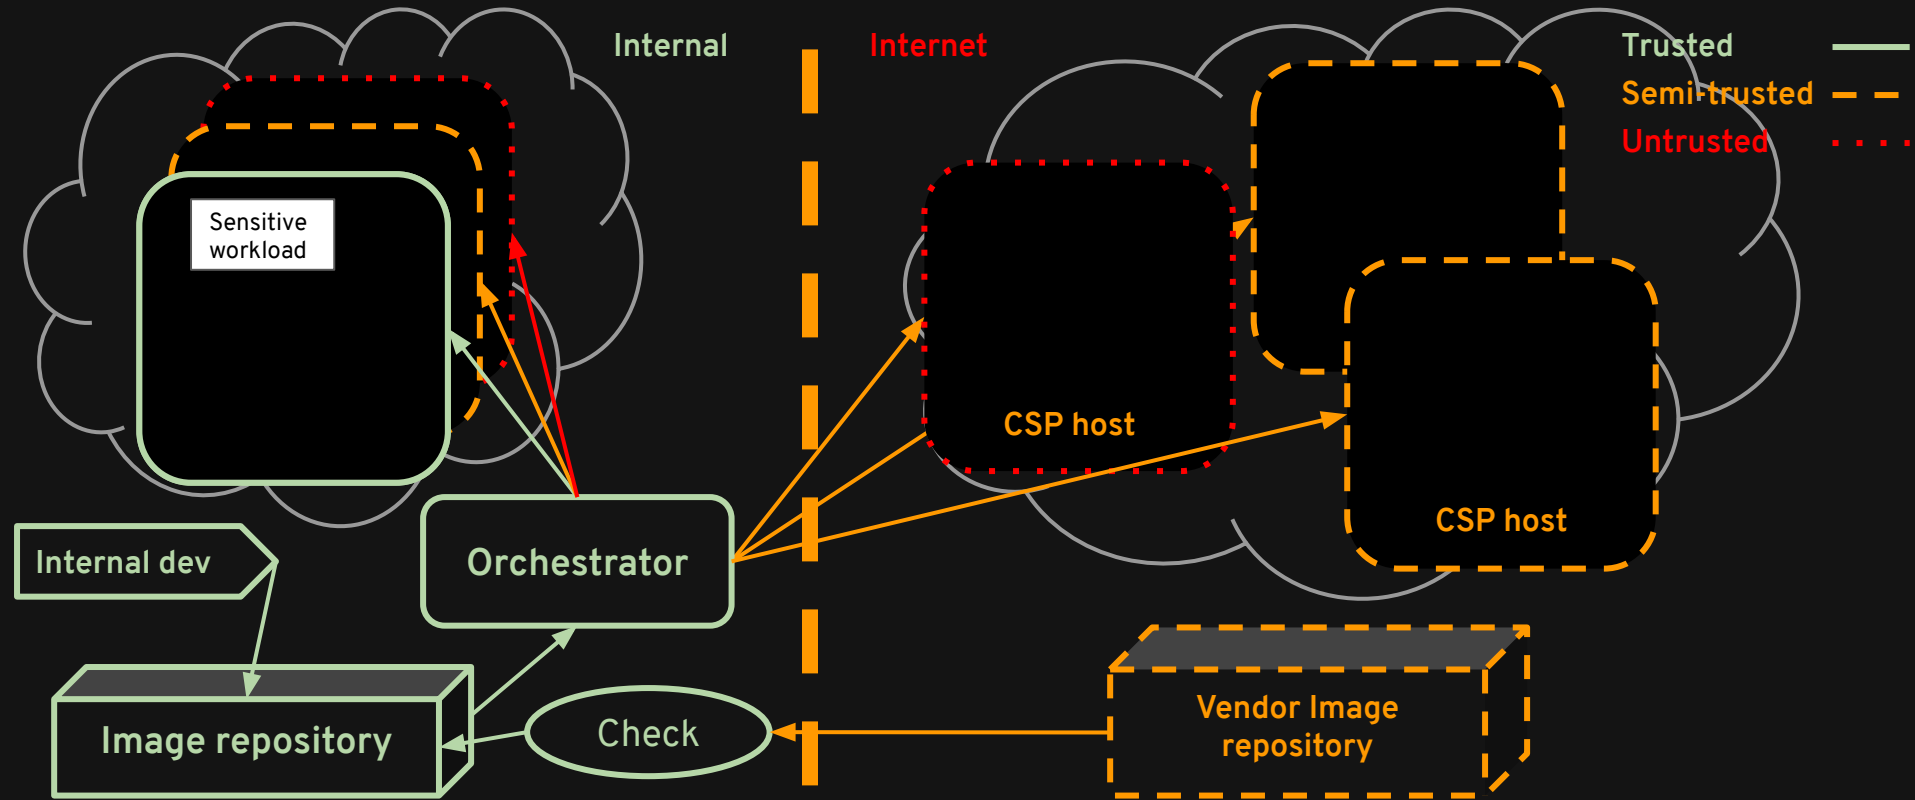 Internal
Internet
Trusted
Semi-trusted
Untrusted
Sensitive
workload
CSP host
CSP host
Internal dev
Orchestrator
Image repository
Check
Vendor Image
repository